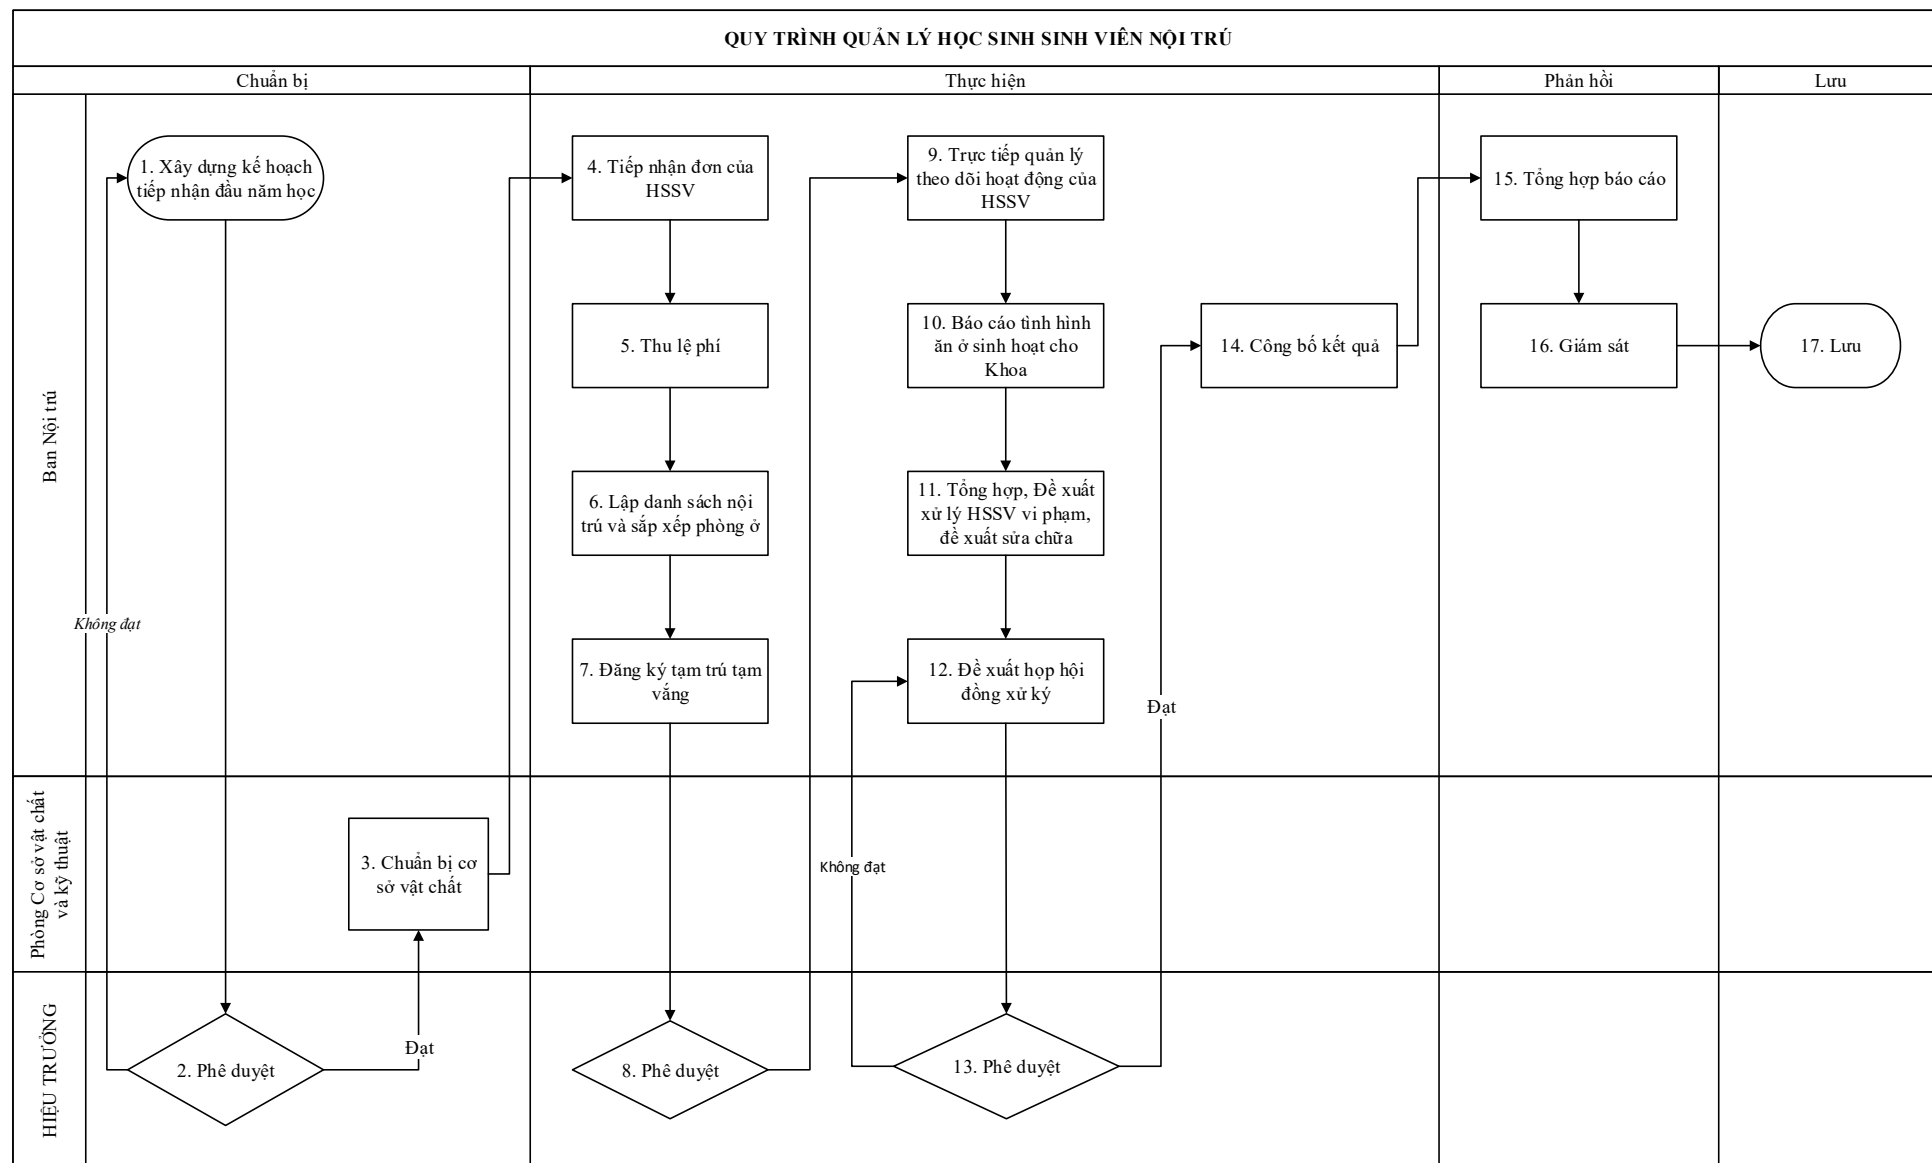 QUY TRÌNH QUẢN LÝ HỌC SINH SINH VIÊN NỘI TRÚ
Chuẩn bị
Thực hiện
Phản hồi
Lưu
Ban Nội trú
1. Xây dựng kế hoạch
tiếp nhận đầu năm học
Không đạt
4. Tiếp nhận đơn của
HSSV
5. Thu lệ phí
6. Lập danh sách nội
trú và sắp xếp phòng ở
7. Đăng ký tạm trú tạm
vắng
9. Trực tiếp quản lý
theo dõi hoạt động của
HSSV
10. Báo cáo tình hình
ăn ở sinh hoạt cho
Khoa
11. Tổng hợp, Đề xuất
xử lý HSSV vi phạm,
đề xuất sửa chữa
12. Đề xuất họp hội
đồng xử ký
Đạt
14. Công bố kết quả
15. Tổng hợp báo cáo
16. Giám sát
17. Lưu
Phòng Cơ sở vật chất
và kỹ thuật
3. Chuẩn bị cơ
sở vật chất
Không đạt
HIỆU TRƯỞNG
2. Phê duyệt
Đạt
8. Phê duyệt
13. Phê duyệt